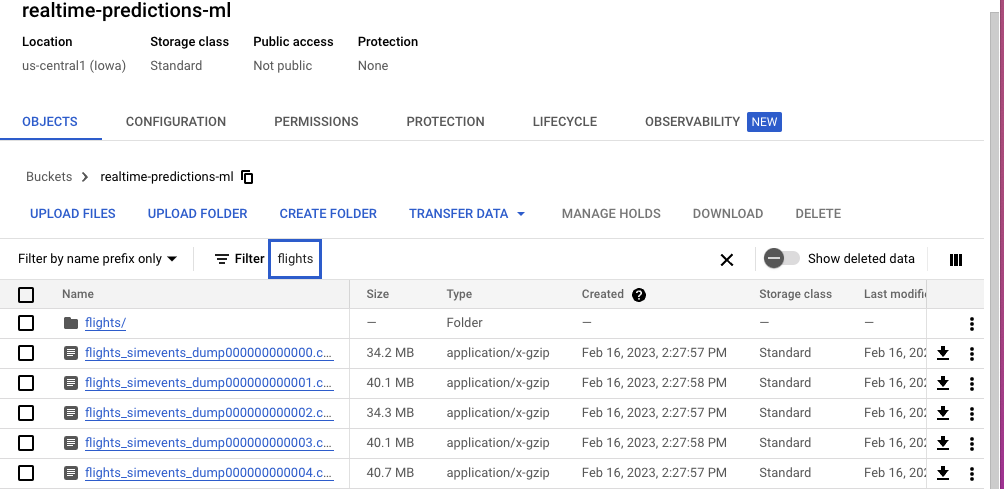 realtime-predictions-ml
Location Storage class Public access Protection
us-central1 (Iowa) Standard Not public None
OBJECTS CONFIGURATION PERMISSIONS PROTECTION LIFECYCLE OBSERVABILITY NEW
Buckets > realtime-predictions-ml
UPLOAD FILES UPLOAD FOLDER CREATE FOLDER TRANSFER DATA MANAGE HOLDS DOWNLOAD DELETE
Filter by name prefix only Filter flights Show deleted data
Name Size Type Created ? Storage class Last modifi
flights/ — Folder — — —
flights_simevents_dump000000000000.c... 34.2 MB application/x-gzip Feb 16, 2023, 2:27:57 PM Standard Feb 16, 202
flights_simevents_dump000000000001.c... 40.1 MB application/x-gzip Feb 16, 2023, 2:27:58 PM Standard Feb 16, 202
flights_simevents_dump000000000002.c... 34.3 MB application/x-gzip Feb 16, 2023, 2:27:57 PM Standard Feb 16, 202
flights_simevents_dump000000000003.c... 40.1 MB application/x-gzip Feb 16, 2023, 2:27:58 PM Standard Feb 16, 202
flights_simevents_dump000000000004.c... 40.7 MB application/x-gzip Feb 16, 2023, 2:27:57 PM Standard Feb 16, 202